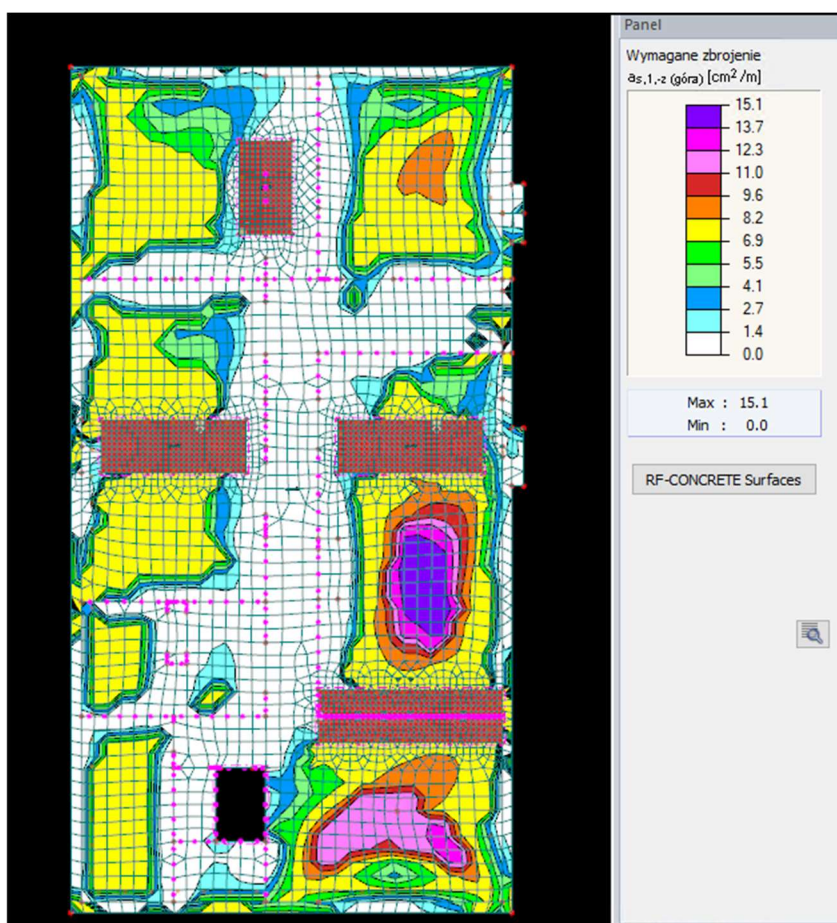 Panel
Wymagane zbrojenie
as,1,-z (góra) [cm²/m]
15.1
13.7
12.3
11.0
9.6
8.2
6.9
5.5
4.1
2.7
1.4
0.0
Max : 15.1
Min : 0.0
RF-CONCRETE Surfaces